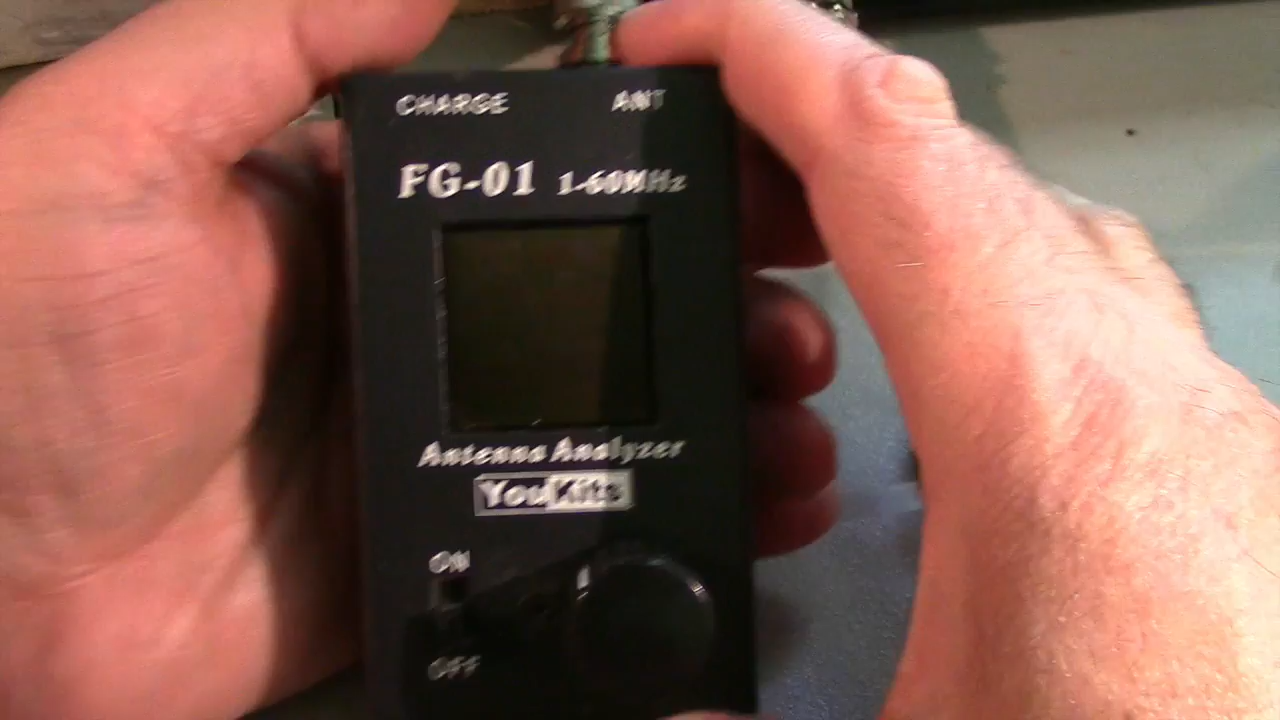 CHARGE ANT
FG-01 1-60MHz
Antenna Analyzer
YouKits
ON
OFF